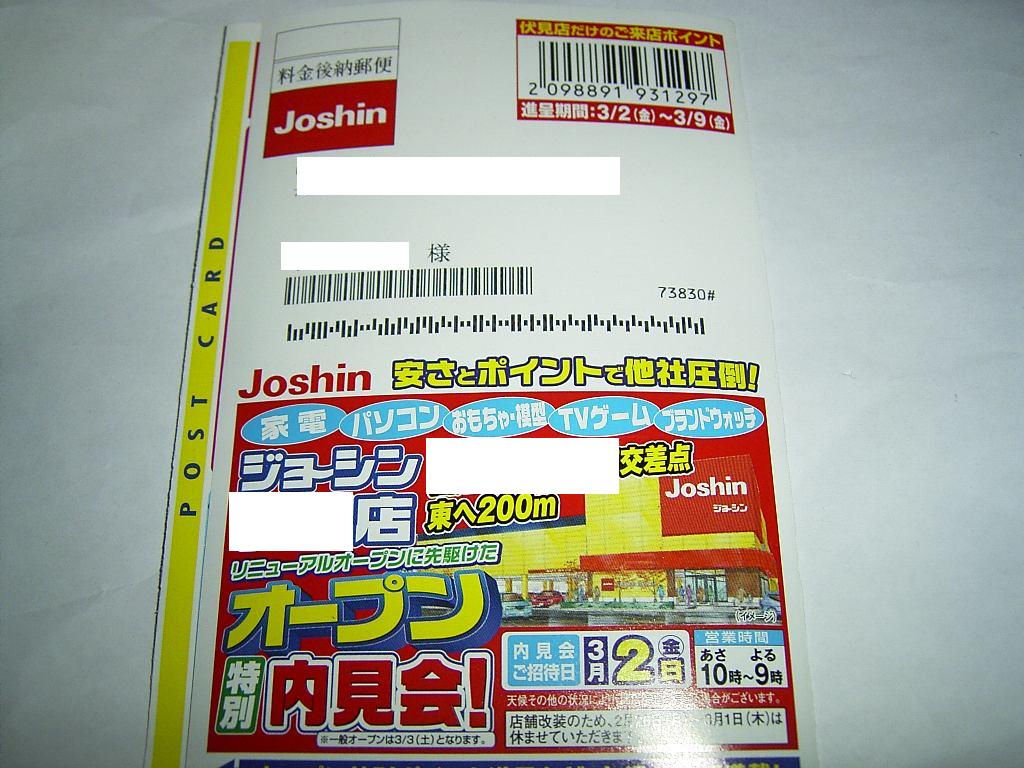 料金後納郵便
Joshin
伏見店だけのご来店ポイント
2 098891 931297
進呈期間:3/2(金)~3/9(金)
様
73830#
POST CARD
Joshin 安さとポイントで他社圧倒!
家電 パソコン おもちゃ・模型 TVゲーム ブランドウォッチ
ジョーシン
店
交差点
東へ200m
Joshin
ジョーシン
リニューアルオープンに先駆けた
オープン
特別
内見会!
※一般オープンは3/3(土)となります。
(イメージ)
内見会
ご招待日
3月2日
金
営業時間
あさ よる
10時~9時
天候その他の状況により
場合がございます。
店舗改装のため、2月
月1日(木)は
休ませていただきま